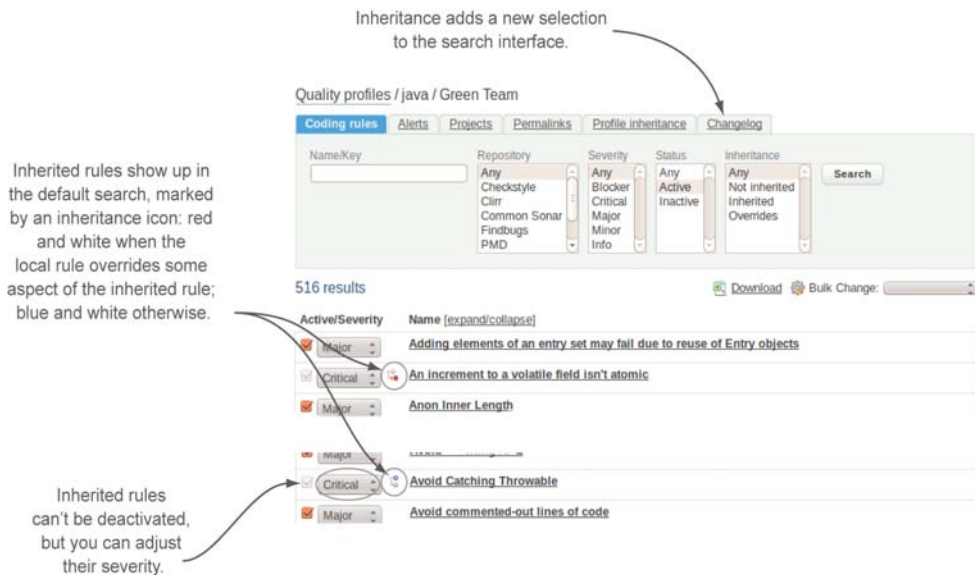 Inheritance adds a new selection
to the search interface.
Quality profiles / java / Green Team
Coding rules Alerts Projects Permalinks Profile inheritance Changelog
Name/Key Repository Severity Status Inheritance
Any Any Any Any Search
Checkstyle Blocker Active Not inherited
Clirr Critical Inactive Inherited
Common Sonar Major Overrides
Findbugs Minor
PMD Info
Inherited rules show up in
the default search, marked
by an inheritance icon: red
and white when the
local rule overrides some
aspect of the inherited rule;
blue and white otherwise.
516 results Download Bulk Change:
Active/Severity Name [expand/collapse]
Major Adding elements of an entry set may fail due to reuse of Entry objects
Critical An increment to a volatile field isn't atomic
Major Anon Inner Length
Major
Critical Avoid Catching Throwable
Major Avoid commented-out lines of code
Inherited rules
can't be deactivated,
but you can adjust
their severity.